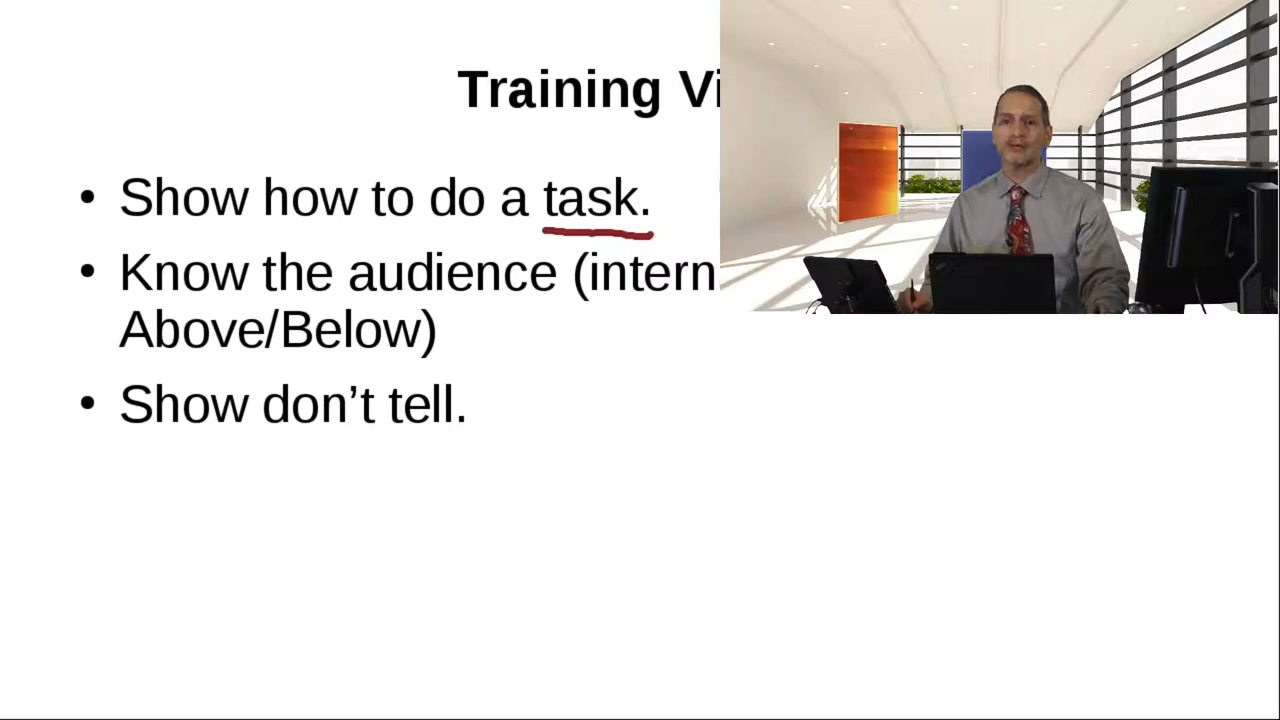 Training Vi
• Show how to do a task.
• Know the audience (intern
Above/Below)
• Show don’t tell.